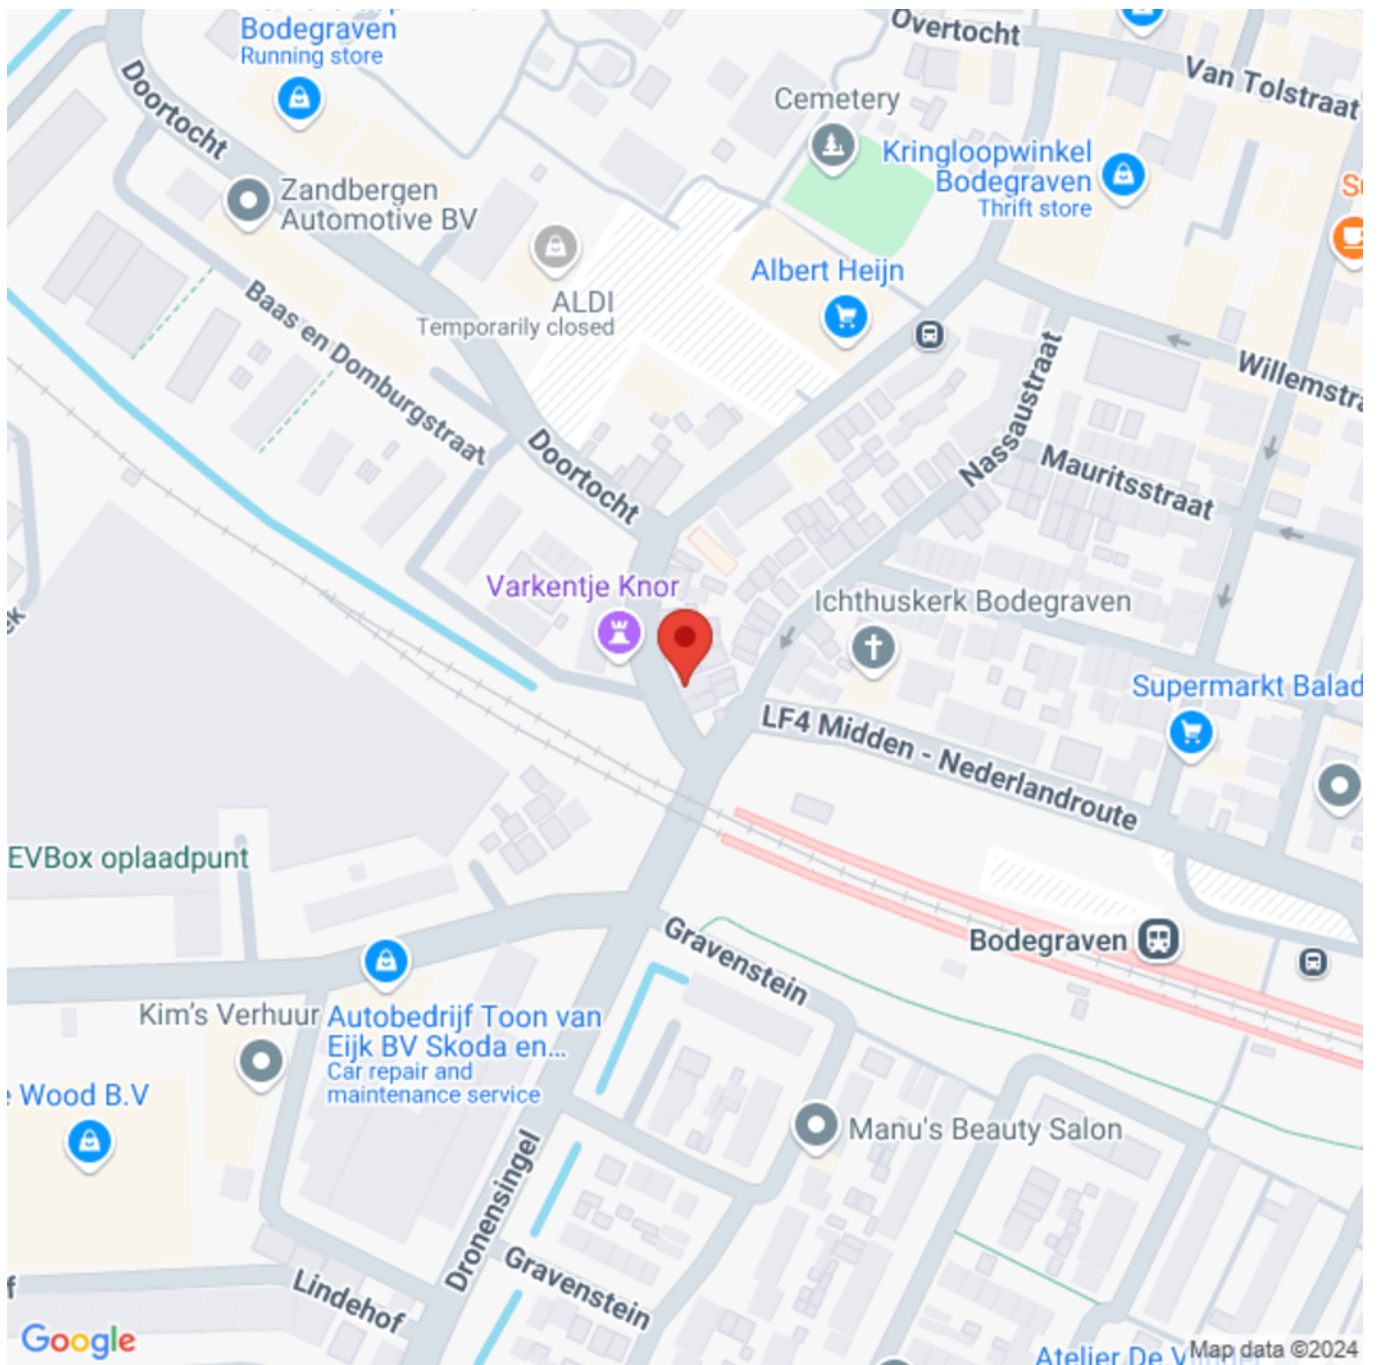 Bodegraven
Running store
Overtocht
Van Tolstraat
Doortocht
Cemetery
Kringloopwinkel
Bodegraven
Thrift store
Zandbergen
Automotive BV
Albert Heijn
ALDI
Temporarily closed
Baas en Domburgstraat
Nassaustraat
Willemstra
Mauritsstraat
Doortocht
Varkentje Knor
Ichthuskerk Bodegraven
Supermarkt Balad
LF4 Midden - Nederlandroute
EVBox oplaadpunt
Bodegraven
Gravenstein
Kim's Verhuur
Autobedrijf Toon van
Eijk BV Skoda en...
Car repair and
maintenance service
Wood B.V
Manu's Beauty Salon
Dronensingel
Gravenstein
Lindehof
Google
Atelier De
Map data ©2024